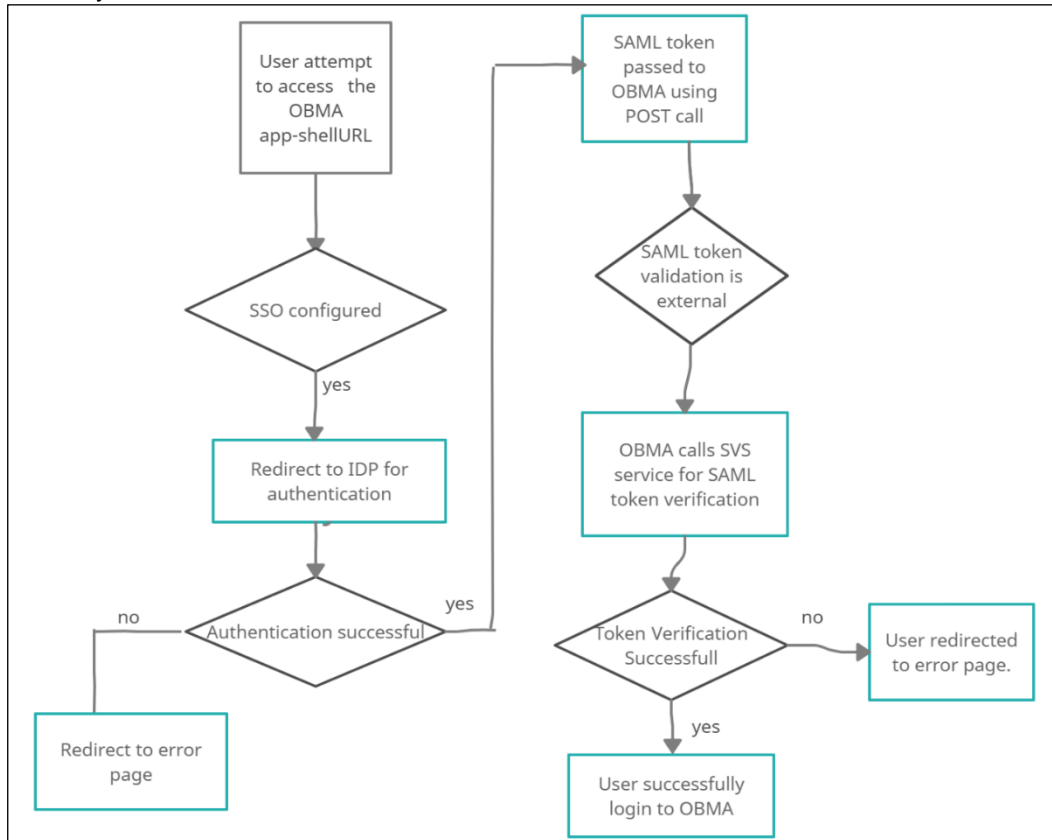 User attempt
to access the
OBMA
app-shellURL
SSO configured
yes
Redirect to IDP for
authentication
Authentication successful
no
yes
Redirect to error
page
SAML token
passed to
OBMA using
POST call
SAML token
validation is
external
OBMA calls SVS
service for SAML
token verification
Token Verification
Successfull
no
User redirected
to error page.
yes
User successfully
login to OBMA